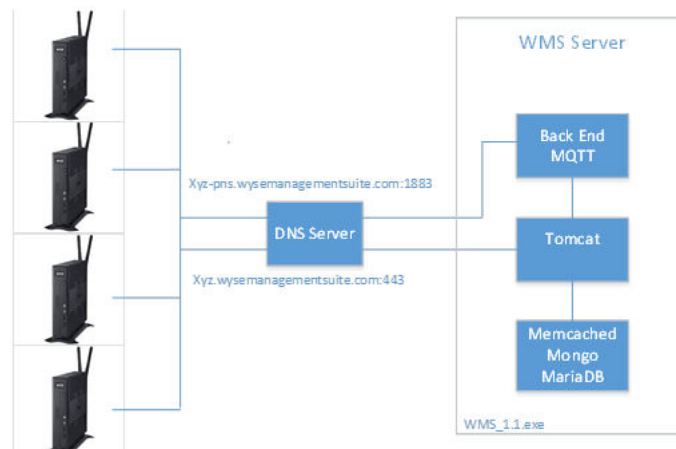 WMS Server
Back End
MQTT
Xyz-pns.wysemanagementsuite.com:1883
DNS Server
Tomcat
Xyz.wysemanagementsuite.com:443
Memcached
Mongo
MariaDB
WMS_1.1.exe